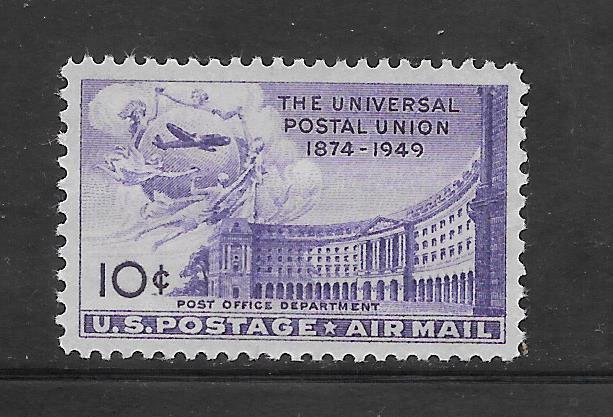 THE UNIVERSAL
POSTAL UNION
1874-1949
10¢
POST OFFICE DEPARTMENT
U.S. POSTAGE ★ AIR MAIL